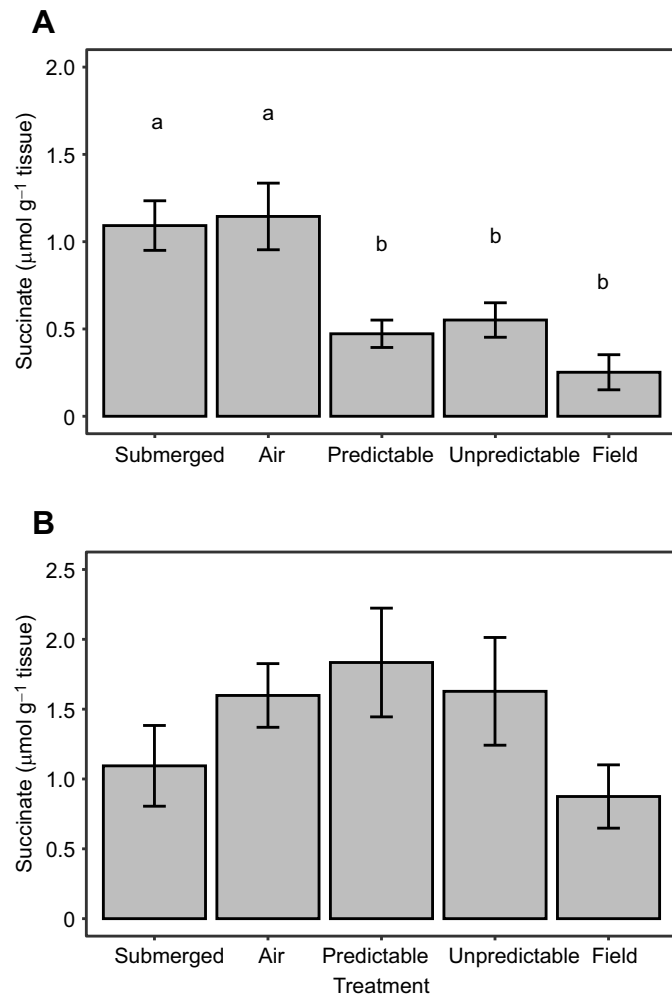 A
Succinate (μmol g⁻¹ tissue)
2.0
1.5
1.0
0.5
0
a
a
b
b
b
Submerged Air Predictable Unpredictable Field
B
Succinate (μmol g⁻¹ tissue)
2.5
2.0
1.5
1.0
0.5
0
Submerged Air Predictable Unpredictable Field
Treatment